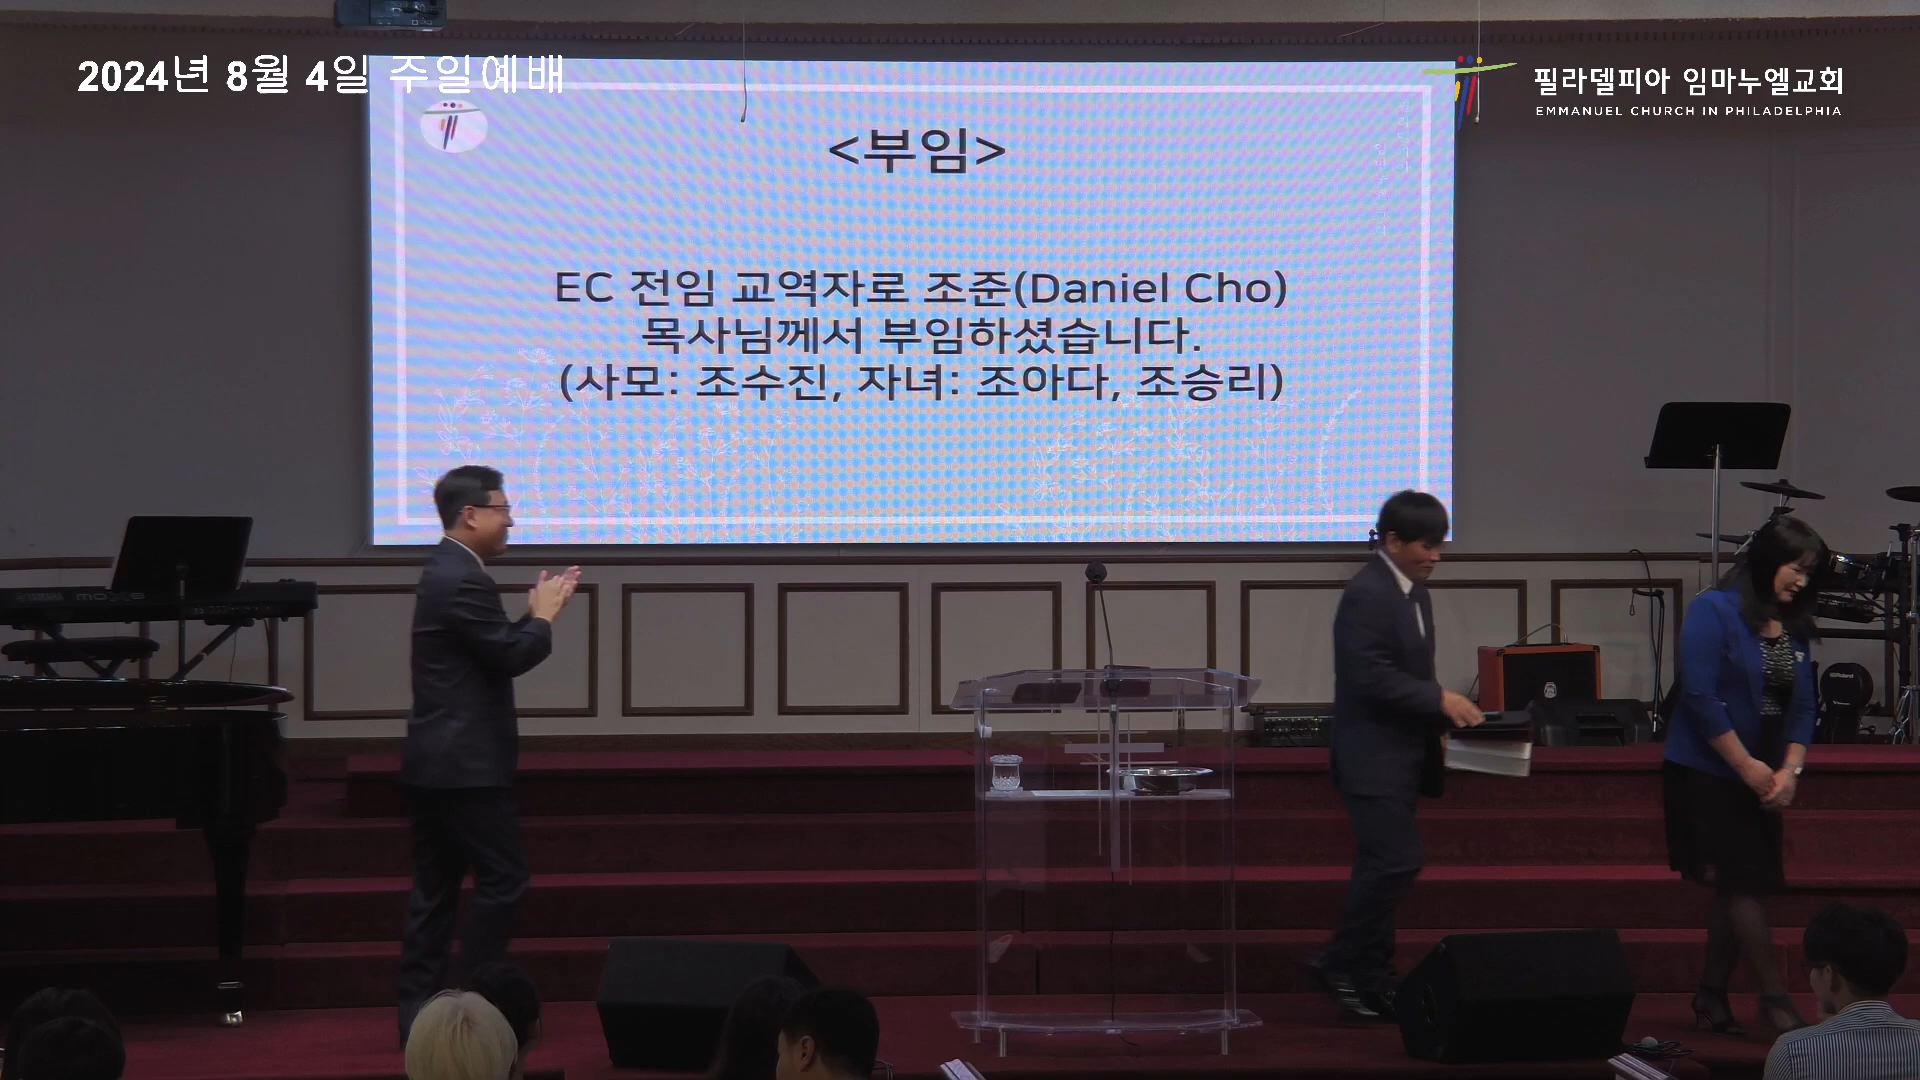 2024년 8월 4일 주일예배
필라델피아 임마누엘교회
EMMANUEL CHURCH IN PHILADELPHIA
<부임>
EC 전임 교역자로 조준(Daniel Cho)
목사님께서 부임하셨습니다.
(사모: 조수진, 자녀: 조아다, 조승리)
YAMAHA
Roland